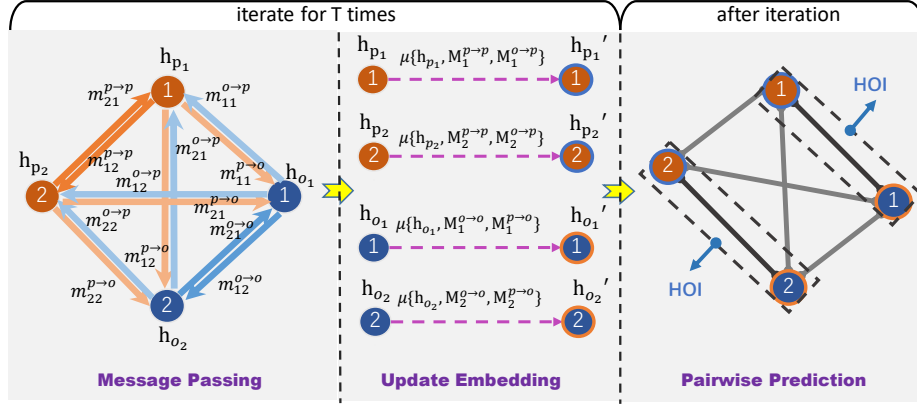 iterate for T times
after iteration
h_{p_1}
1
m_{21}^{p→p}
m_{11}^{o→p}
m_{12}^{p→p}
m_{21}^{o→p}
m_{11}^{p→o}
h_{p_2}
2
m_{12}^{o→p}
h_{o_1}
1
m_{22}^{o→p}
m_{21}^{p→o}
m_{21}^{o→o}
m_{12}^{p→o}
m_{22}^{p→o}
m_{12}^{o→o}
2
h_{o_2}
Message Passing
h_{p_1}
μ{h_{p_1}, M_1^{p→p}, M_1^{o→p}}
h_{p_1}′
1
1
h_{p_2}
μ{h_{p_2}, M_2^{p→p}, M_2^{o→p}}
h_{p_2}′
2
2
h_{o_1}
μ{h_{o_1}, M_1^{o→o}, M_1^{p→o}}
h_{o_1}′
1
1
h_{o_2}
μ{h_{o_2}, M_2^{o→o}, M_2^{p→o}}
h_{o_2}′
2
2
Update Embedding
1
HOI
2
1
HOI
2
Pairwise Prediction